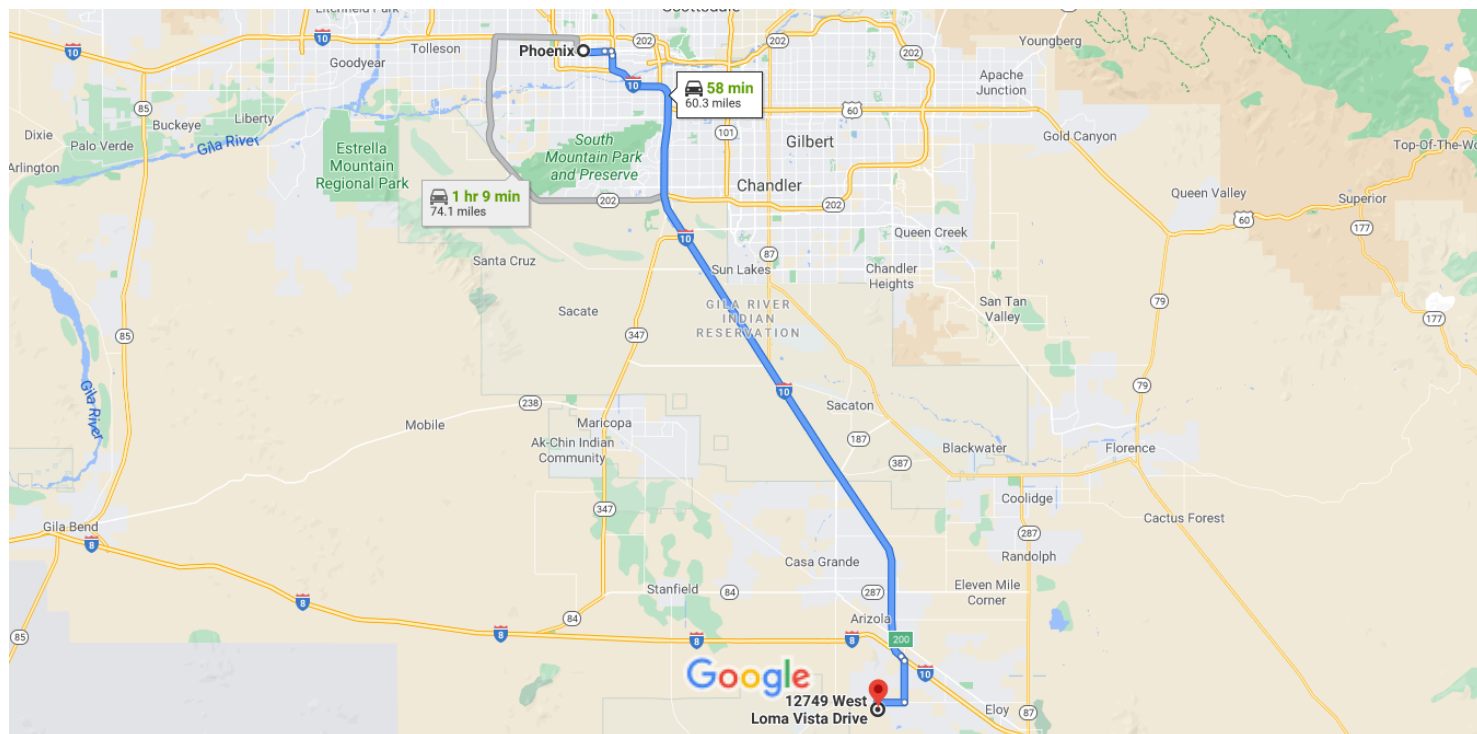 Litchfield Park
Scottsdale
10
Tolleson
Phoenix
202
202
Youngberg
10
Goodyear
10
58 min
60.3 miles
Apache
Junction
85
Buckeye
Liberty
Dixie
Palo Verde
Gila River
Arlington
Estrella
Mountain
Regional Park
South
Mountain Park
and Preserve
101
60
Gilbert
Gold Canyon
Top-Of-The-Wo
Chandler
1 hr 9 min
74.1 miles
202
202
Queen Valley
Superior
60
177
Queen Creek
10
87
Santa Cruz
Sun Lakes
Chandler
Heights
Sacate
GILA RIVER
INDIAN
RESERVATION
San Tan
Valley
79
177
85
347
Gila River
10
79
238
Sacaton
Mobile
Maricopa
Ak-Chin Indian
Community
187
387
Blackwater
Florence
Coolidge
347
Gila Bend
8
Cactus Forest
287
Randolph
Casa Grande
Stanfield
84
287
Eleven Mile
Corner
8
84
Arizola
85
8
8
8
200
10
Google
12749 West
Loma Vista Drive
Eloy
87